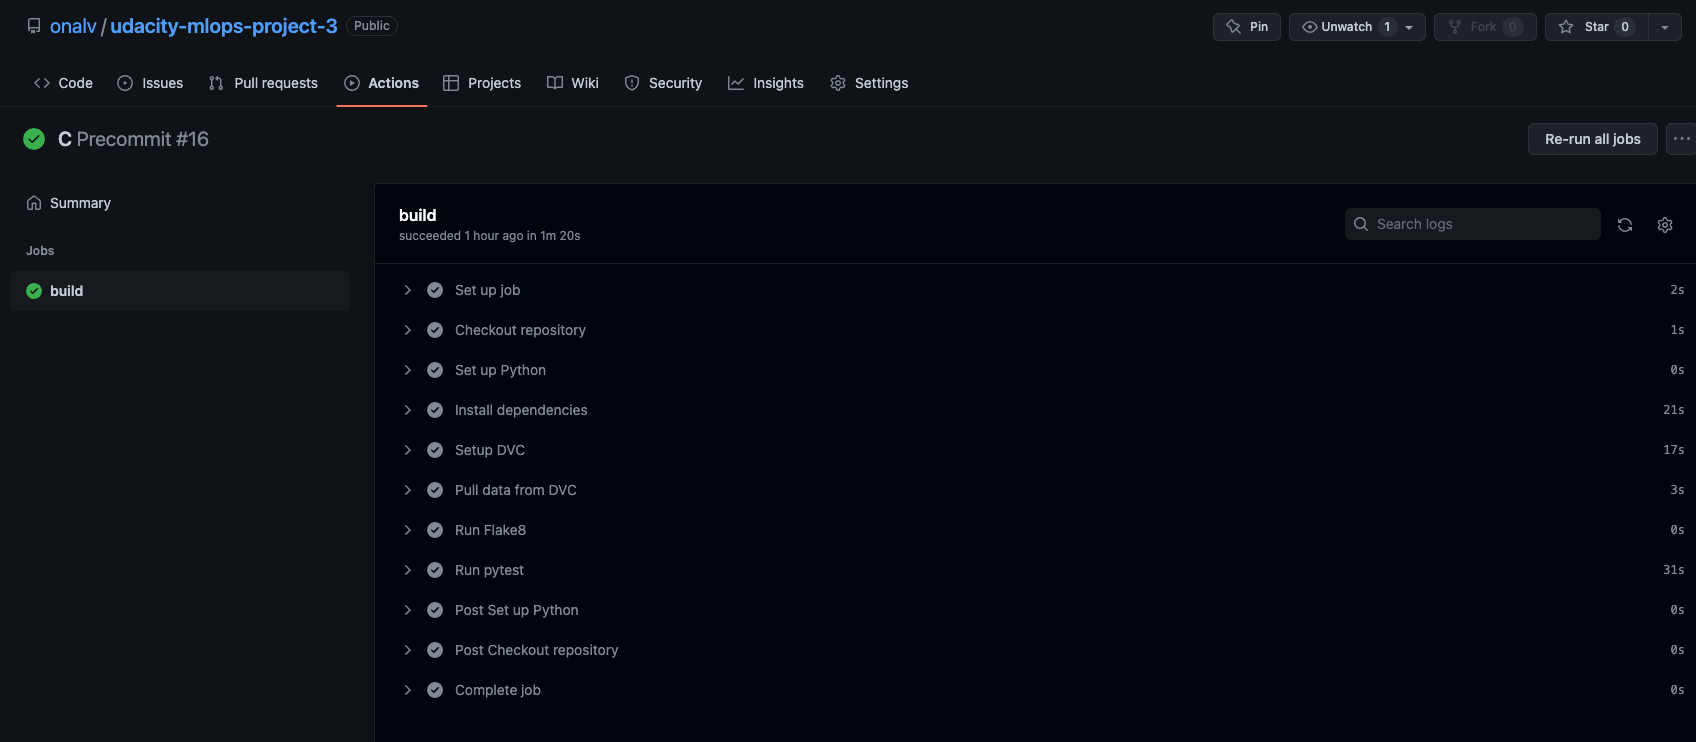 onalv / udacity-mlops-project-3 Public
Pin Unwatch 1 Fork 0 Star 0
Code Issues Pull requests Actions Projects Wiki Security Insights Settings
C Precommit #16
Re-run all jobs
Summary
Jobs
build
build
succeeded 1 hour ago in 1m 20s
Search logs
Set up job 2s
Checkout repository 1s
Set up Python 0s
Install dependencies 21s
Setup DVC 17s
Pull data from DVC 3s
Run Flake8 0s
Run pytest 31s
Post Set up Python 0s
Post Checkout repository 0s
Complete job 0s